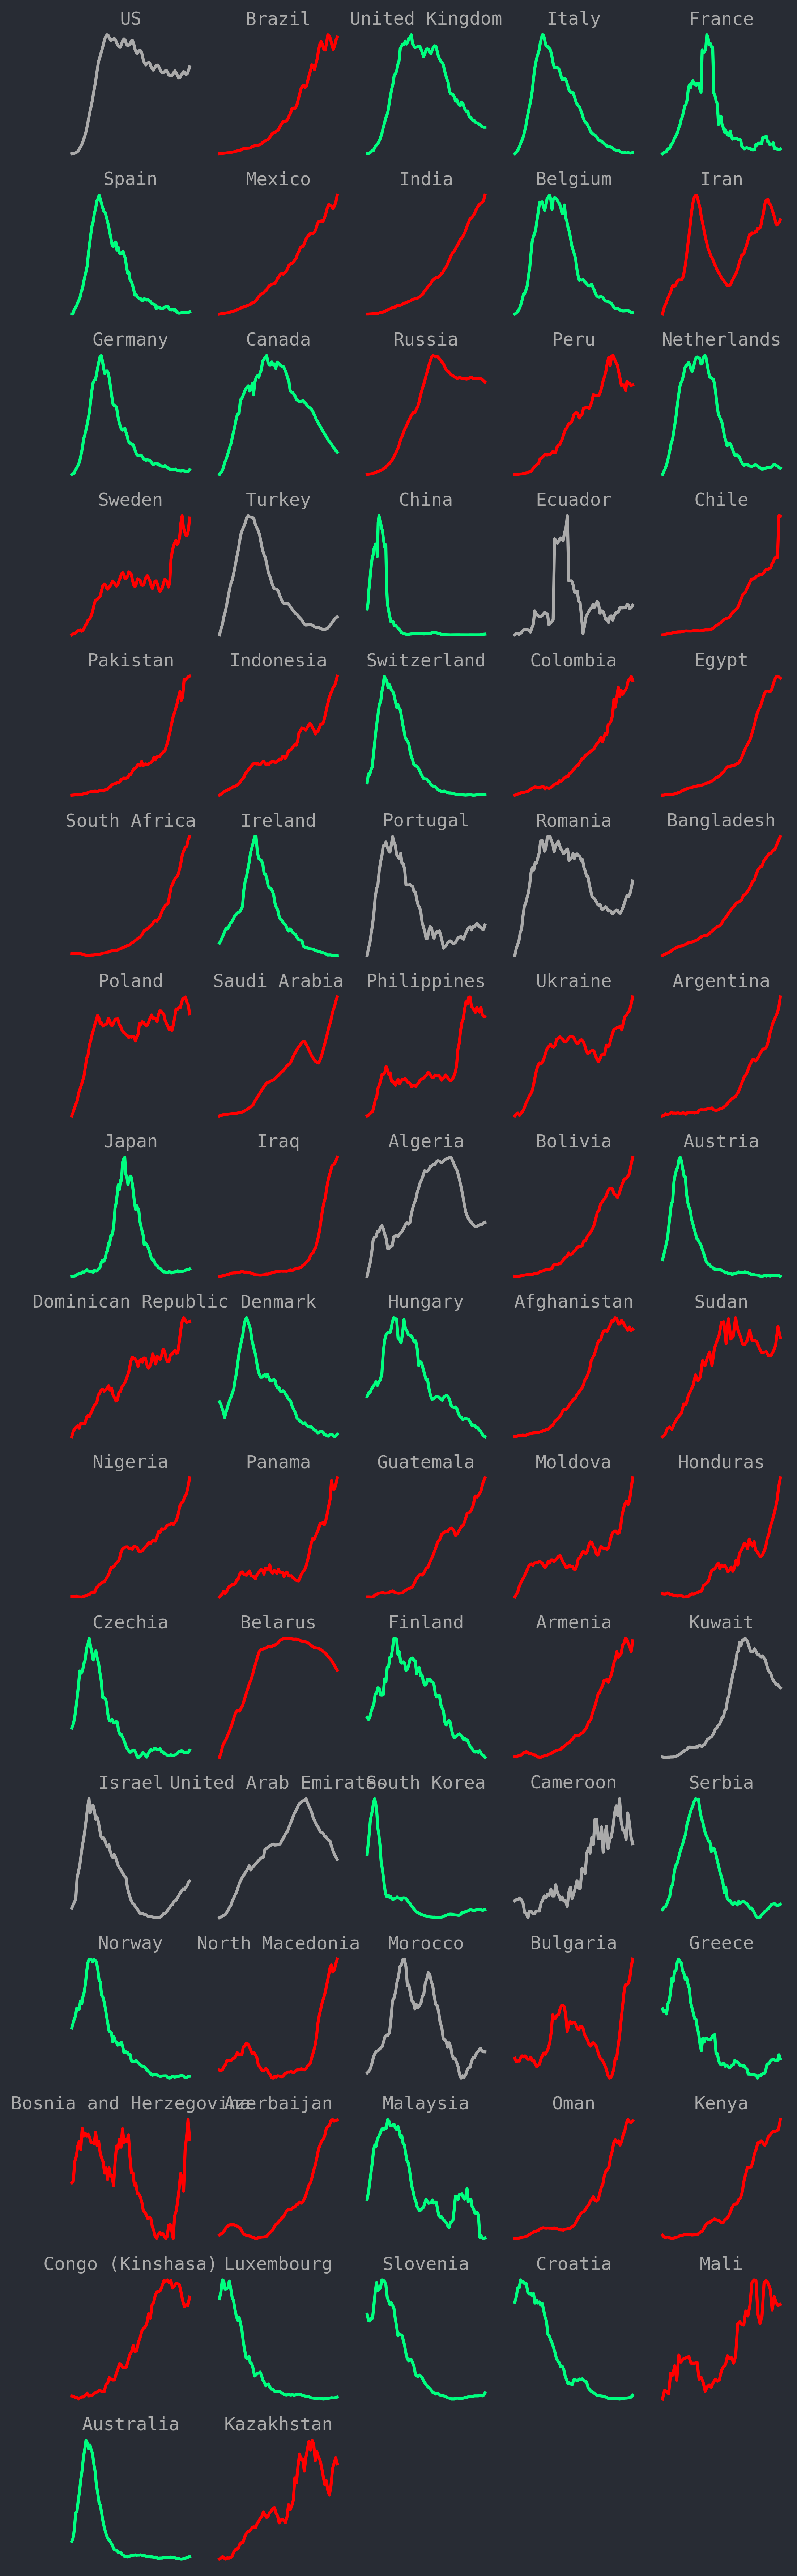 US Brazil United Kingdom Italy France
Spain Mexico India Belgium Iran
Germany Canada Russia Peru Netherlands
Sweden Turkey China Ecuador Chile
Pakistan Indonesia Switzerland Colombia Egypt
South Africa Ireland Portugal Romania Bangladesh
Poland Saudi Arabia Philippines Ukraine Argentina
Japan Iraq Algeria Bolivia Austria
Dominican Republic Denmark Hungary Afghanistan Sudan
Nigeria Panama Guatemala Moldova Honduras
Czechia Belarus Finland Armenia Kuwait
Israel United Arab Emirates South Korea Cameroon Serbia
Norway North Macedonia Morocco Bulgaria Greece
Bosnia and Herzegovina Azerbaijan Malaysia Oman Kenya
Congo (Kinshasa) Luxembourg Slovenia Croatia Mali
Australia Kazakhstan